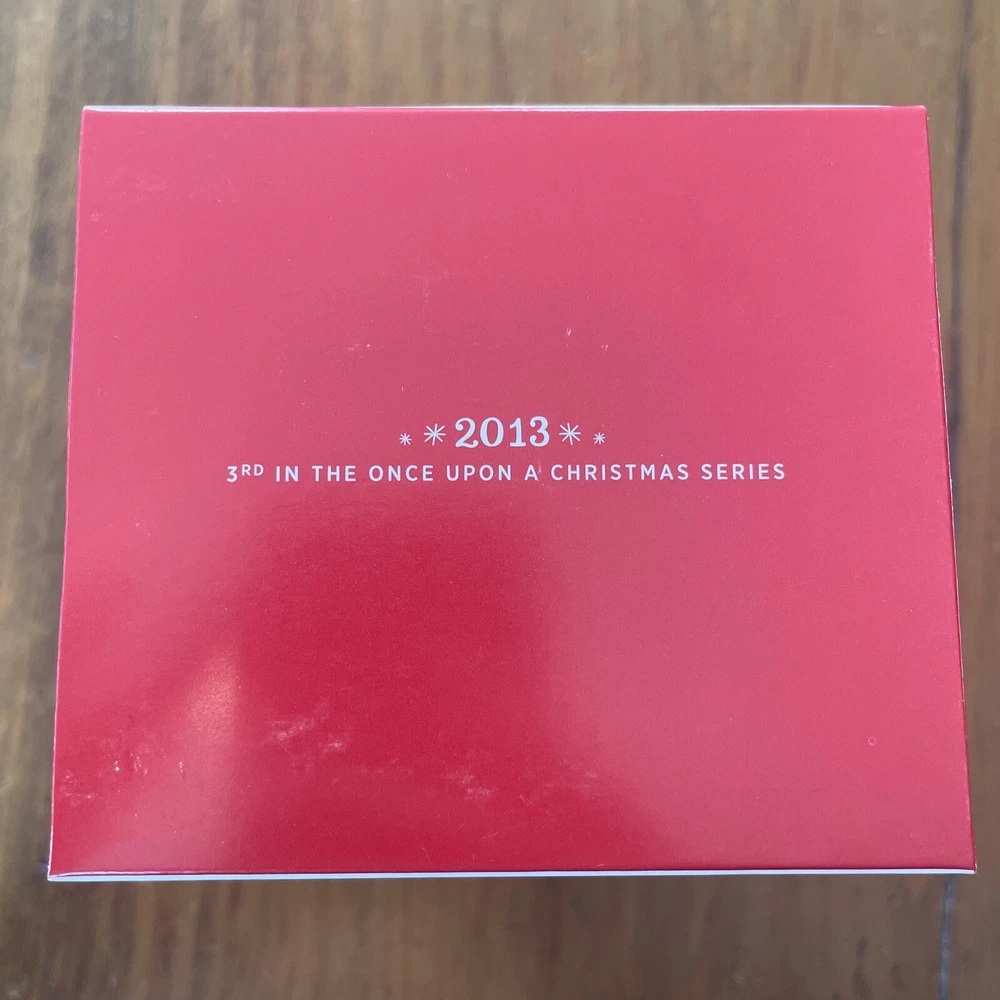 2013
3RD IN THE ONCE UPON A CHRISTMAS SERIES